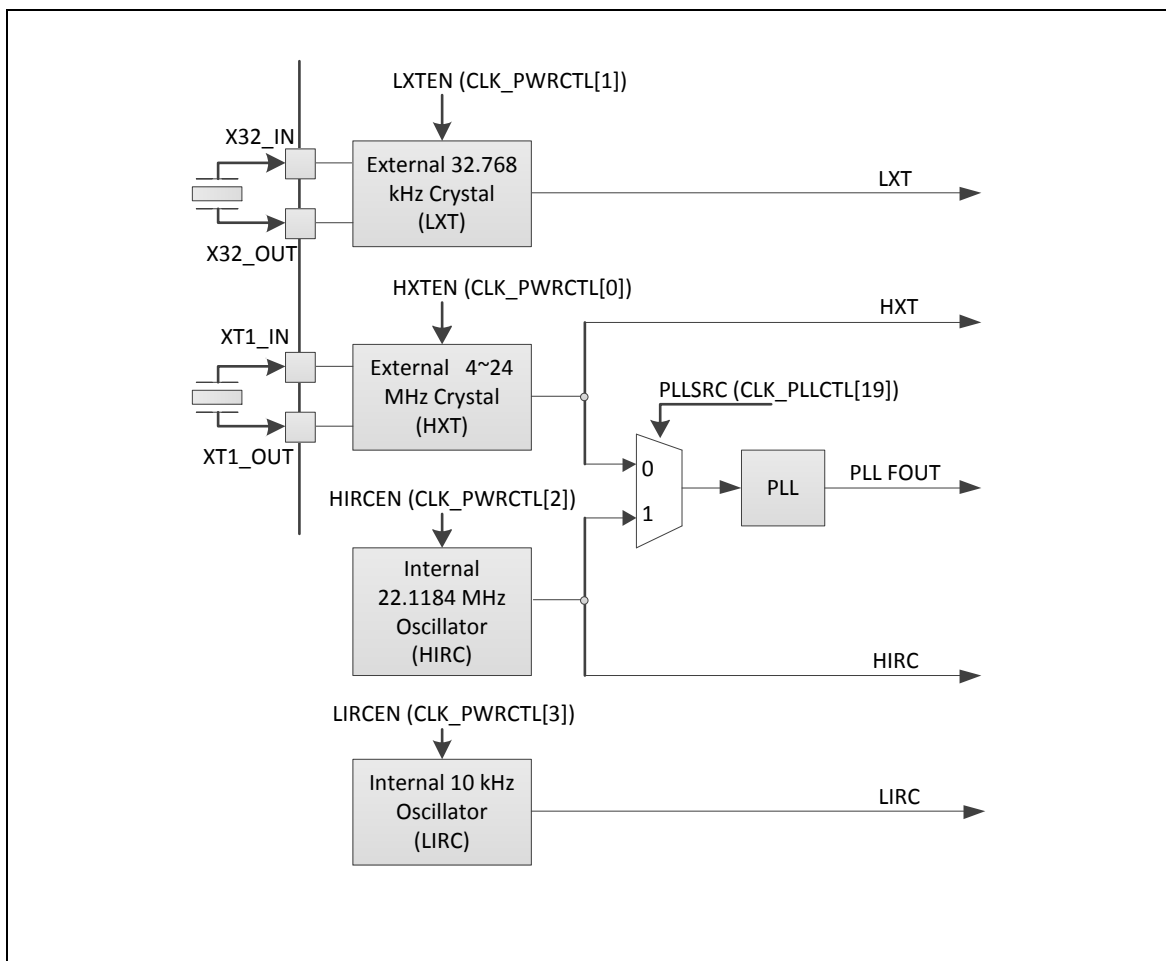 LXTEN (CLK_PWRCTL[1])
X32_IN
External 32.768
kHz Crystal
(LXT)
LXT
X32_OUT
HXTEN (CLK_PWRCTL[0])
HXT
XT1_IN
External 4~24
MHz Crystal
(HXT)
PLLSRC (CLK_PLLCTL[19])
XT1_OUT
0
1
PLL
PLL FOUT
HIRCEN (CLK_PWRCTL[2])
Internal
22.1184 MHz
Oscillator
(HIRC)
HIRC
LIRCEN (CLK_PWRCTL[3])
Internal 10 kHz
Oscillator
(LIRC)
LIRC